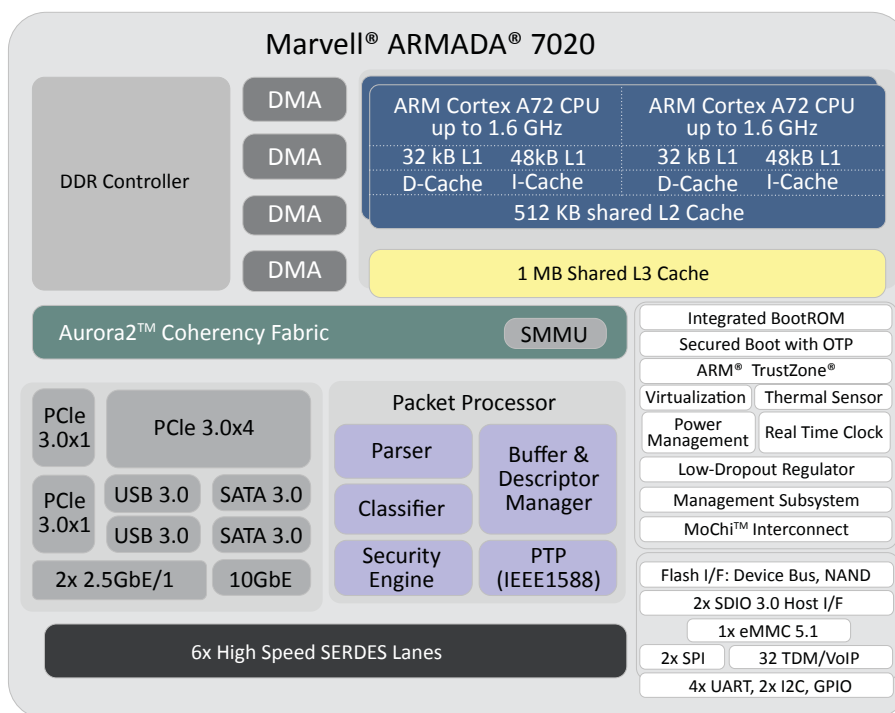 Marvell® ARMADA® 7020
DDR Controller
DMA
DMA
DMA
DMA
ARM Cortex A72 CPU
up to 1.6 GHz
32 kB L1
48kB L1
D-Cache
I-Cache
ARM Cortex A72 CPU
up to 1.6 GHz
32 kB L1
48kB L1
D-Cache
I-Cache
512 KB shared L2 Cache
1 MB Shared L3 Cache
Aurora2™ Coherency Fabric
SMMU
PCIe
3.0x1
PCIe 3.0x4
PCIe
3.0x1
USB 3.0
SATA 3.0
USB 3.0
SATA 3.0
2x 2.5GbE/1
10GbE
Packet Processor
Parser
Buffer &
Descriptor
Manager
Classifier
Security
Engine
PTP
(IEEE1588)
6x High Speed SERDES Lanes
Integrated BootROM
Secured Boot with OTP
ARM® TrustZone®
Virtualization
Thermal Sensor
Power
Management
Real Time Clock
Low-Dropout Regulator
Management Subsystem
MoChi™ Interconnect
Flash I/F: Device Bus, NAND
2x SDIO 3.0 Host I/F
1x eMMC 5.1
2x SPI
32 TDM/VoIP
4x UART, 2x I2C, GPIO